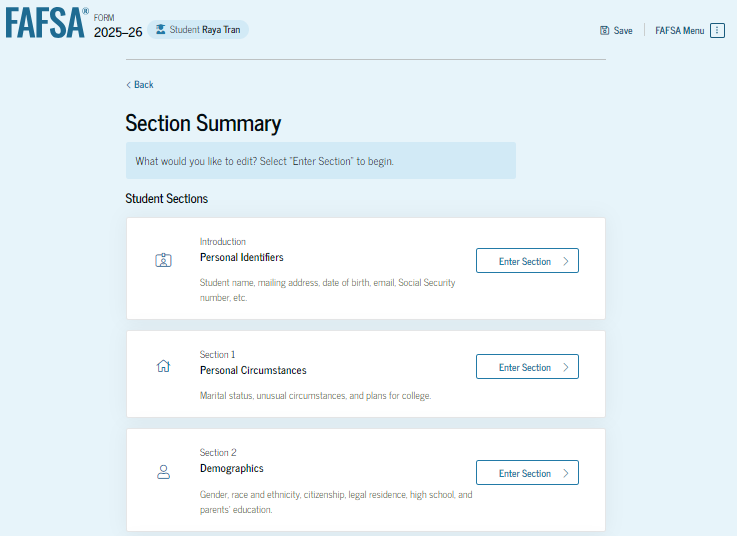 FAFSA®
FORM
2025–26
Student Raya Tran
Save
FAFSA Menu
Back
Section Summary
What would you like to edit? Select "Enter Section" to begin.
Student Sections
Introduction
Personal Identifiers
Enter Section
Student name, mailing address, date of birth, email, Social Security
number, etc.
Section 1
Personal Circumstances
Enter Section
Marital status, unusual circumstances, and plans for college.
Section 2
Demographics
Enter Section
Gender, race and ethnicity, citizenship, legal residence, high school, and
parents' education.